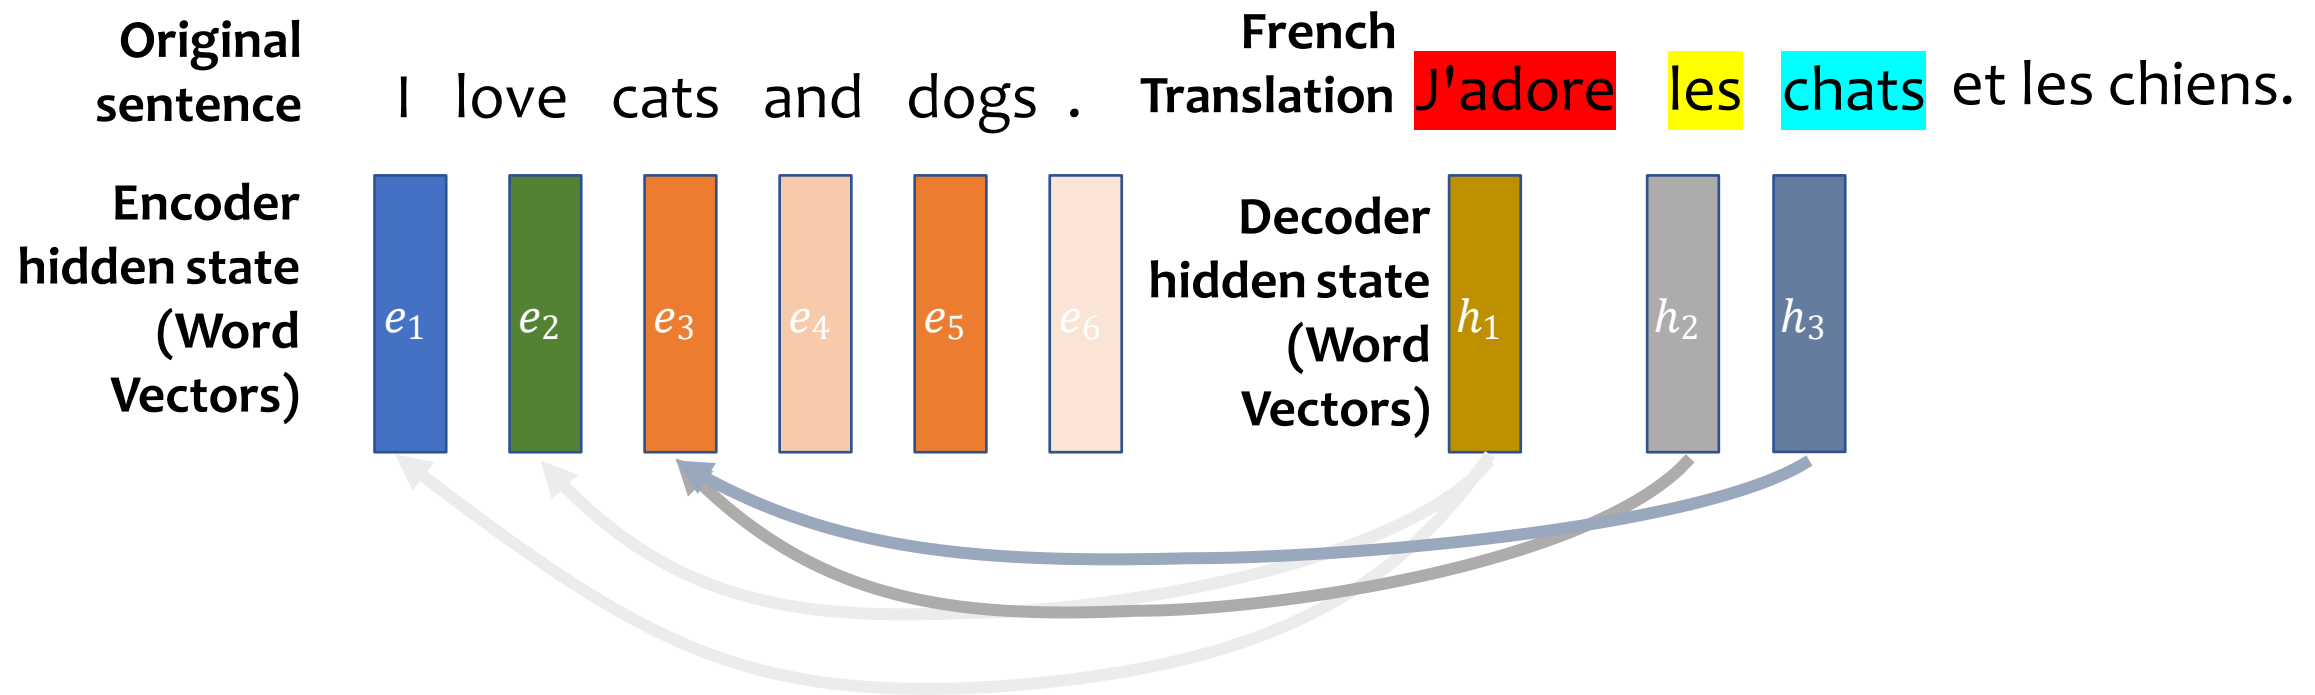 Original
sentence
I love cats and dogs .
French
Translation
J'adore les chats et les chiens.
Encoder
hidden state
(Word
Vectors)
e1 e2 e3 e4 e5 e6
Decoder
hidden state
(Word
Vectors)
h1 h2 h3